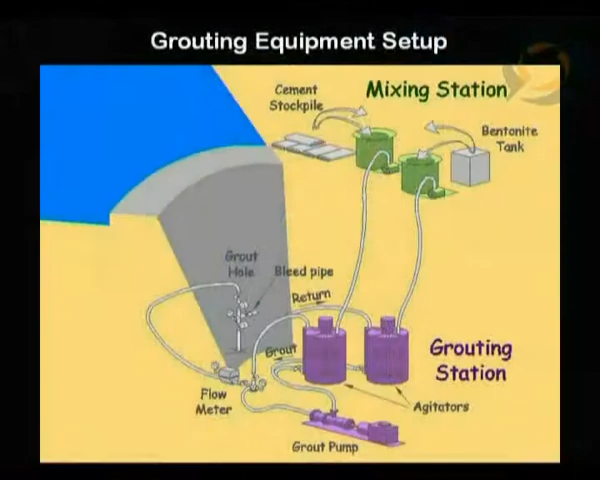 Grouting Equipment Setup
Cement
Stockpile
Mixing Station
Bentonite
Tank
Grout
Hole
Bleed pipe
Return
Grout
Grouting
Station
Flow
Meter
Agitators
Grout Pump